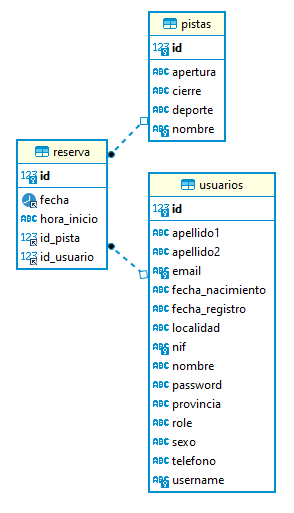 pistas
123 id
ABC apertura
ABC cierre
ABC deporte
ABC nombre
reserva
123 id
fecha
ABC hora_inicio
123 id_pista
123 id_usuario
usuarios
123 id
ABC apellido1
ABC apellido2
ABC email
ABC fecha_nacimiento
ABC fecha_registro
ABC localidad
ABC nif
ABC nombre
ABC password
ABC provincia
ABC role
ABC sexo
ABC telefono
ABC username